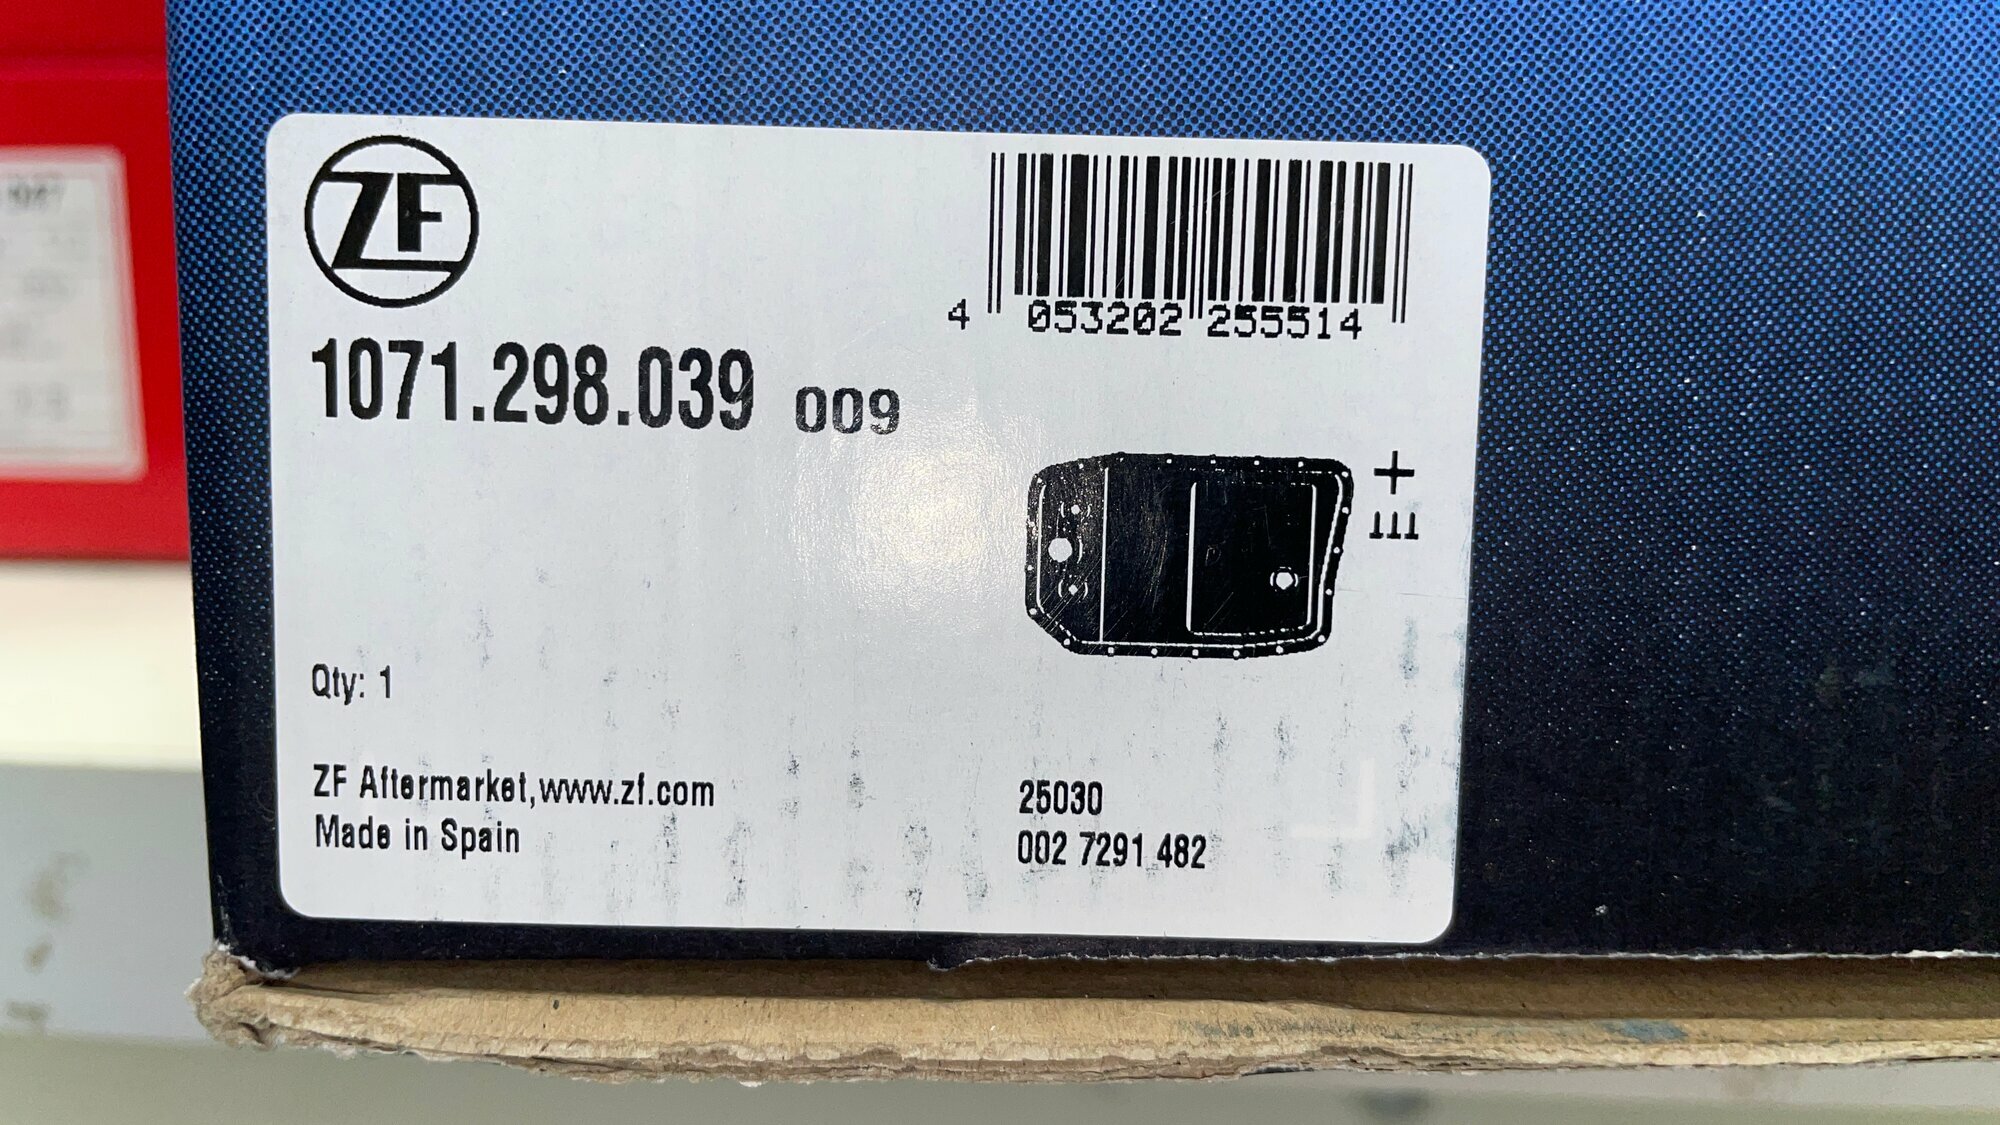 ZF
4 053202 255514
1071.298.039 009
Qty: 1
ZF Aftermarket,www.zf.com
Made in Spain
25030
002 7291 482